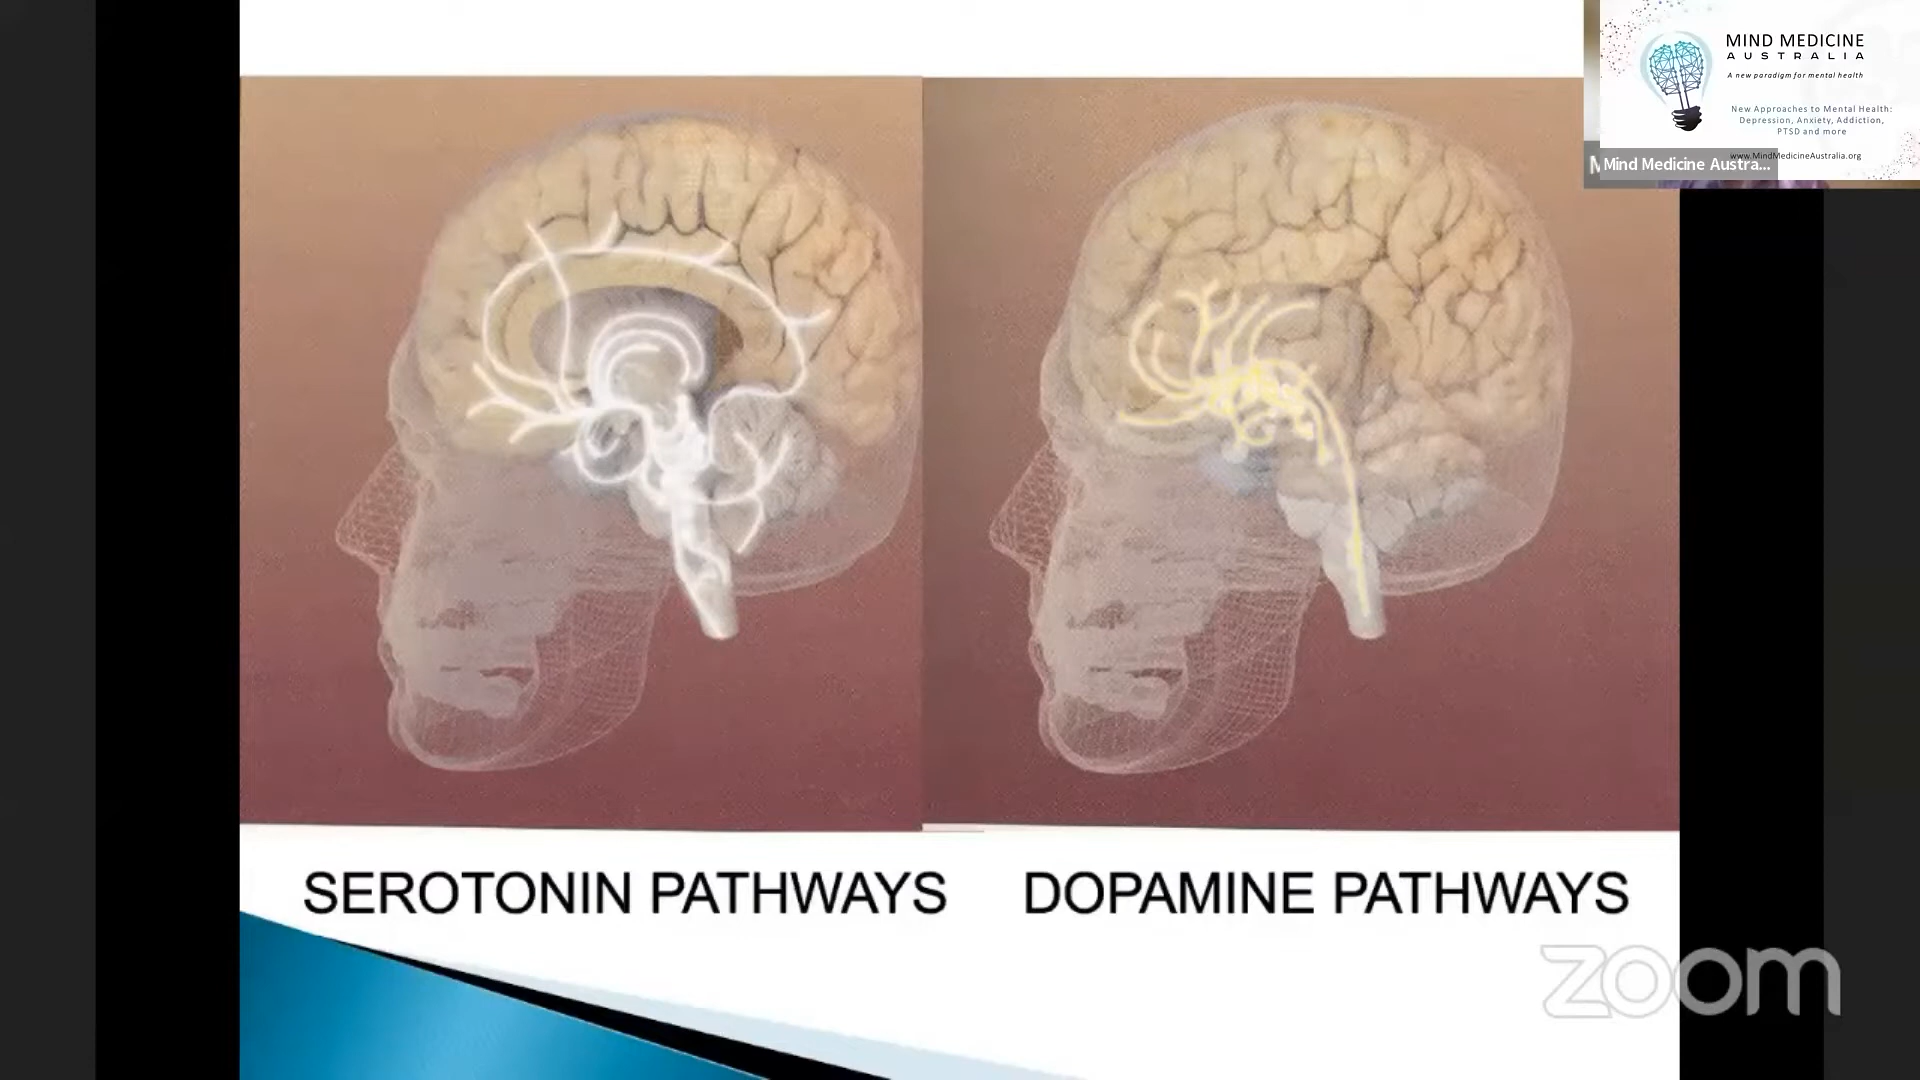 MIND MEDICINE
AUSTRALIA
A new paradigm for mental health
New Approaches to Mental Health:
Depression, Anxiety, Addiction,
PTSD and more
www.MindMedicineAustralia.org
Mind Medicine Austra...
SEROTONIN PATHWAYS
DOPAMINE PATHWAYS
zoom